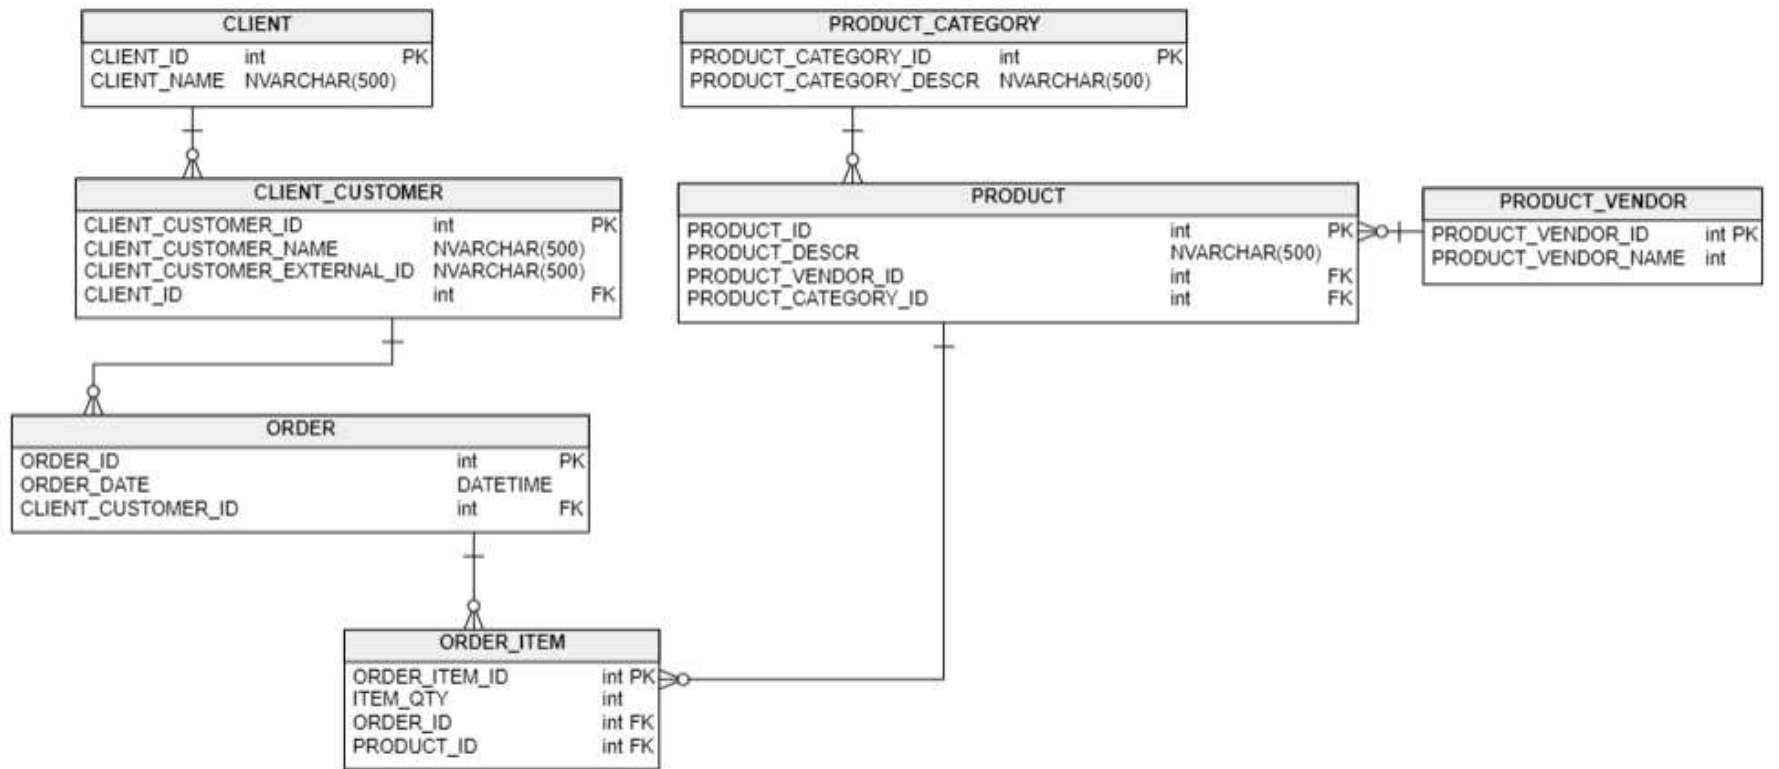 CLIENT
CLIENT_ID int PK
CLIENT_NAME NVARCHAR(500)
PRODUCT_CATEGORY
PRODUCT_CATEGORY_ID int PK
PRODUCT_CATEGORY_DESCR NVARCHAR(500)
CLIENT_CUSTOMER
CLIENT_CUSTOMER_ID int PK
CLIENT_CUSTOMER_NAME NVARCHAR(500)
CLIENT_CUSTOMER_EXTERNAL_ID NVARCHAR(500)
CLIENT_ID int FK
PRODUCT
PRODUCT_ID int PK
PRODUCT_DESCR NVARCHAR(500)
PRODUCT_VENDOR_ID int FK
PRODUCT_CATEGORY_ID int FK
PRODUCT_VENDOR
PRODUCT_VENDOR_ID int PK
PRODUCT_VENDOR_NAME int
ORDER
ORDER_ID int PK
ORDER_DATE DATETIME
CLIENT_CUSTOMER_ID int FK
ORDER_ITEM
ORDER_ITEM_ID int PK
ITEM_QTY int
ORDER_ID int FK
PRODUCT_ID int FK